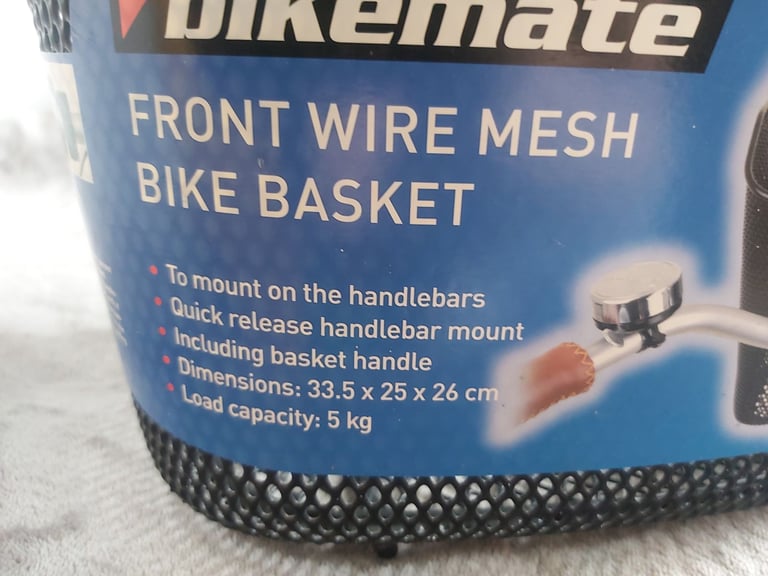 bikemate
FRONT WIRE MESH
BIKE BASKET
• To mount on the handlebars
• Quick release handlebar mount
• Including basket handle
• Dimensions: 33.5 x 25 x 26 cm
• Load capacity: 5 kg